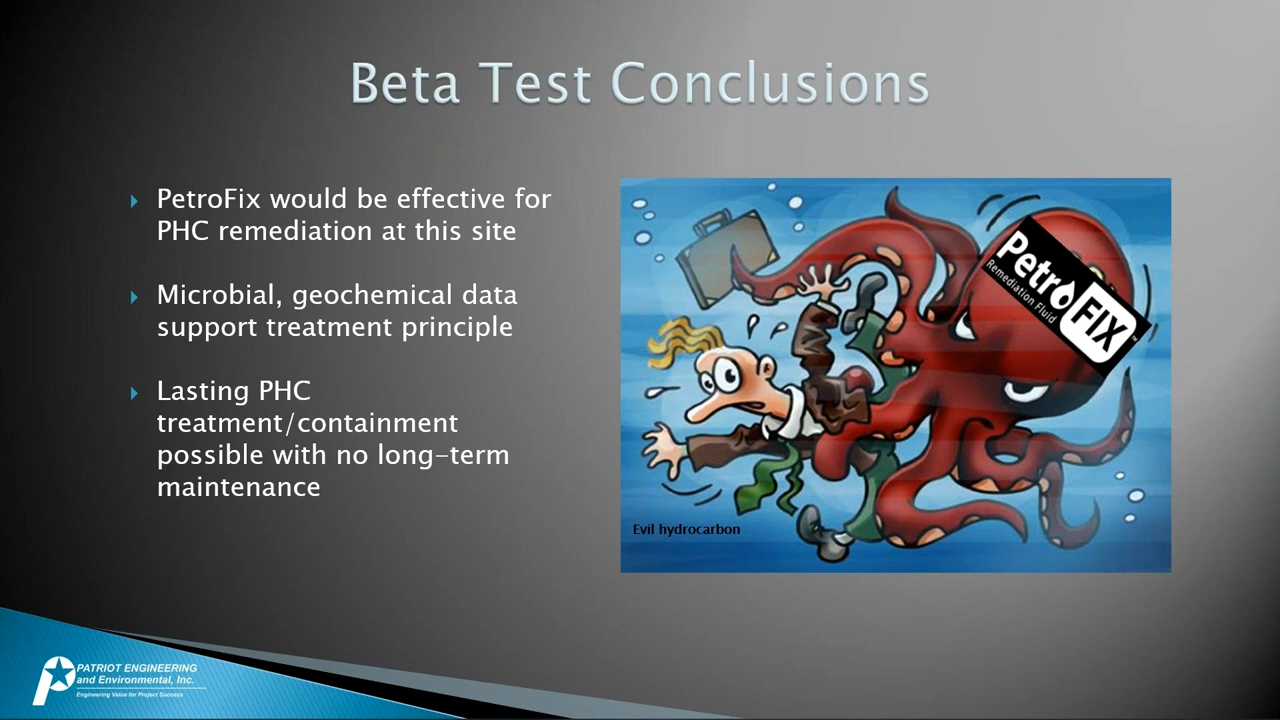 Beta Test Conclusions
PetroFix would be effective for
PHC remediation at this site
Microbial, geochemical data
support treatment principle
Lasting PHC
treatment/containment
possible with no long-term
maintenance
PetroFIX™
Remediation Fluid
Evil hydrocarbon
PATRIOT ENGINEERING
and Environmental, Inc.
Engineering Value for Project Success